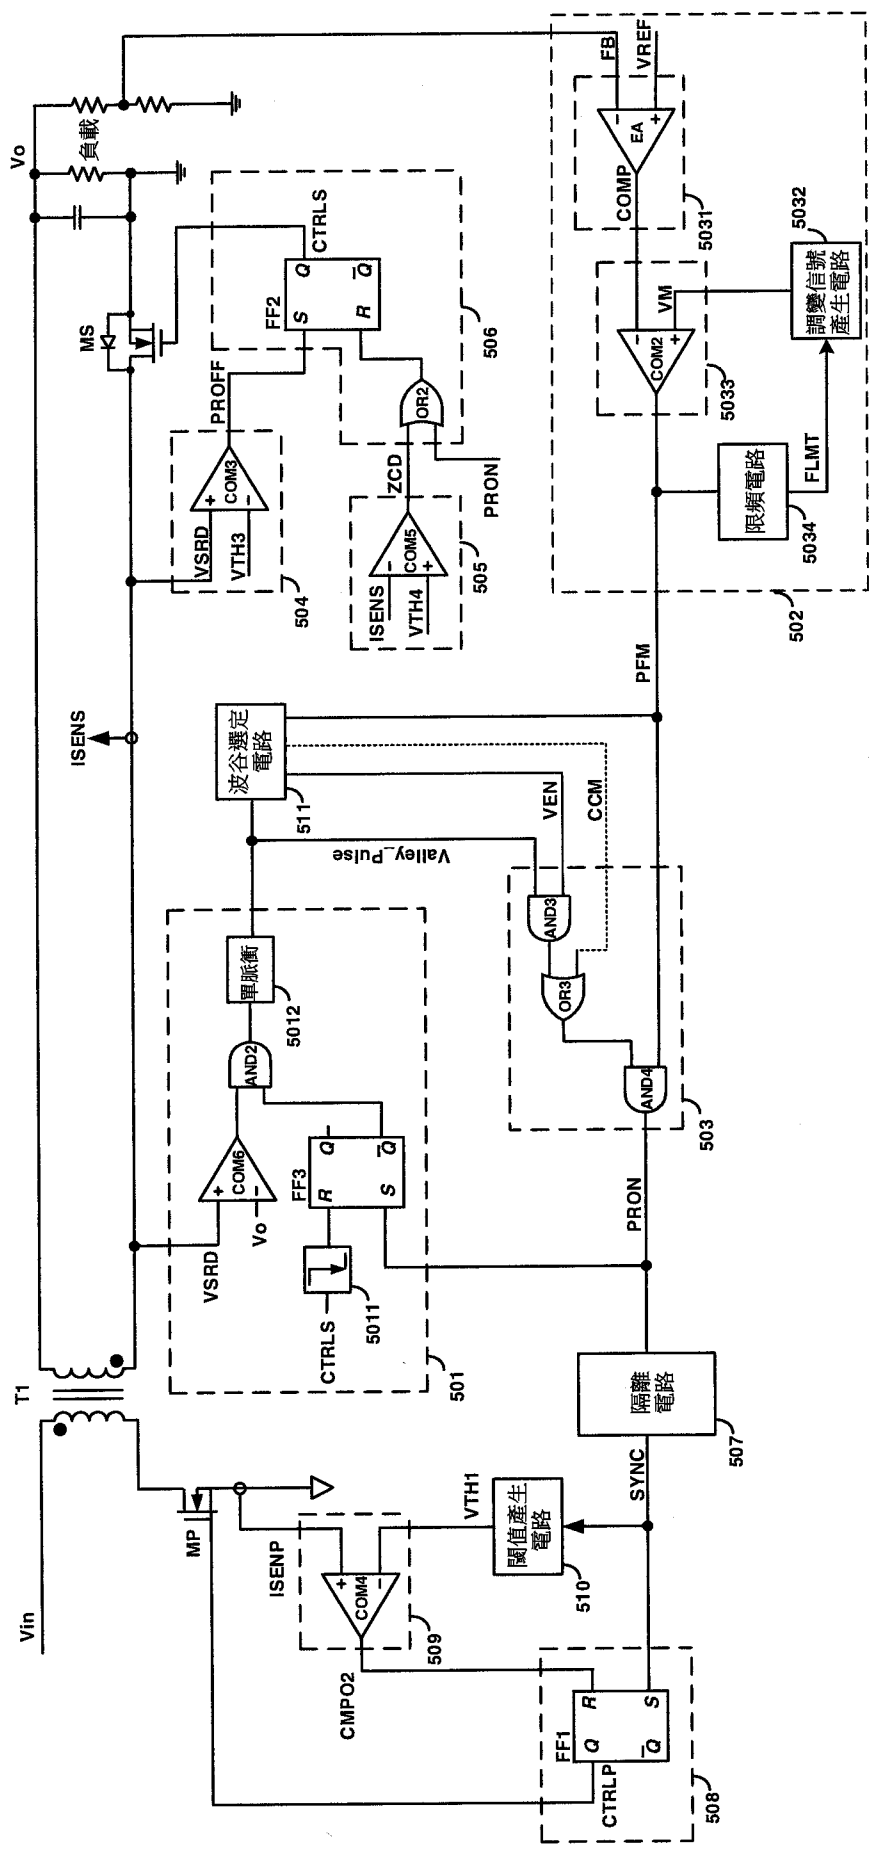 Vin
T1
Vo
負載
MP
ISENP
COM4
+
−
509
CMPO2
VTH1
閾值產生
電路
510
SYNC
隔離
電路
507
FF1
R
S
Q
Q
CTRLP
508
VSRD
Vo
COM6
+
−
FF3
R
S
Q
Q
CTRLS
5011
AND2
單脈衝
5012
501
Valley_Pulse
波谷選定
電路
511
VEN
CCM
AND3
OR3
AND4
503
PRON
PFM
ISENS
VSRD
VTH3
COM3
+
−
504
PROFF
ISENS
VTH4
COM5
−
+
505
ZCD
PRON
OR2
FF2
S
R
Q
Q
CTRLS
506
MS
FB
VREF
EA
−
+
5031
COMP
COM2
−
+
5033
VM
調變信號
產生電路
5032
限頻電路
5034
FLMT
502